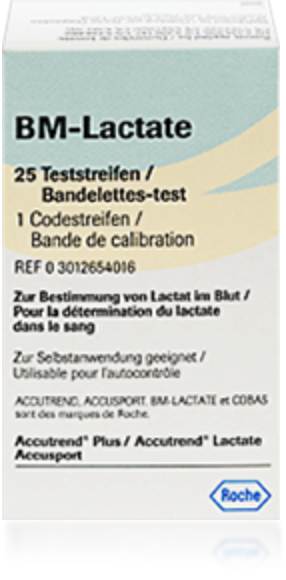 BM-Lactate
25 Teststreifen /
Bandelettes-test
1 Codestreifen /
Bande de calibration
REF 0 3012654016
Zur Bestimmung von Lactat im Blut /
Pour la détermination du lactate
dans le sang
Zur Selbstanwendung geeignet /
Utilisable pour l'autocontrôle
ACCUTREND, ACCUSPORT, BM-LACTATE et COBAS
sont des marques de Roche.
Accutrend® Plus / Accutrend® Lactate
Accusport
Roche